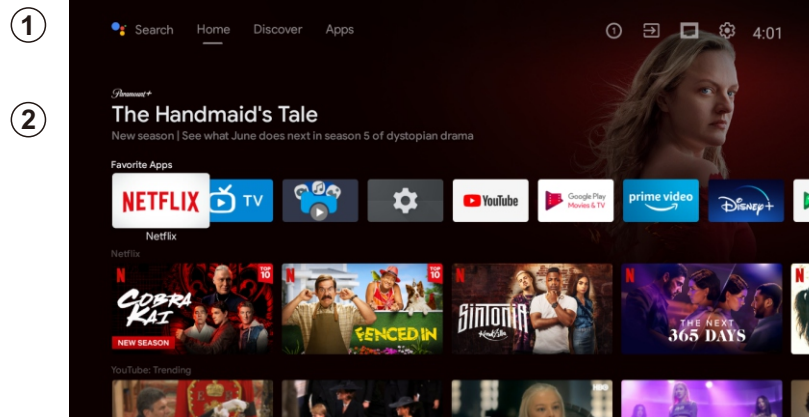 1
Search Home Discover Apps
1 4:01
2
Paramount+
The Handmaid's Tale
New season | See what June does next in season 5 of dystopian drama
Favorite Apps
NETFLIX TV YouTube Google Play Movies & TV prime video Disney+
Netflix
Netflix
N COBRA KAI NEW SEASON TOP 10
N FENCED IN TOP 10
N Sintonia
N THE NEXT 365 DAYS
N
YouTube: Trending
HBO